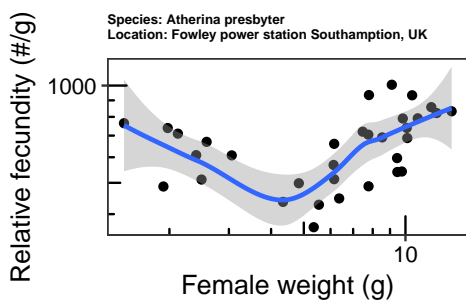 Species: Atherina presbyter
Location: Fowley power station Southampton, UK
Relative fecundity (#/g)
1000
10
Female weight (g)